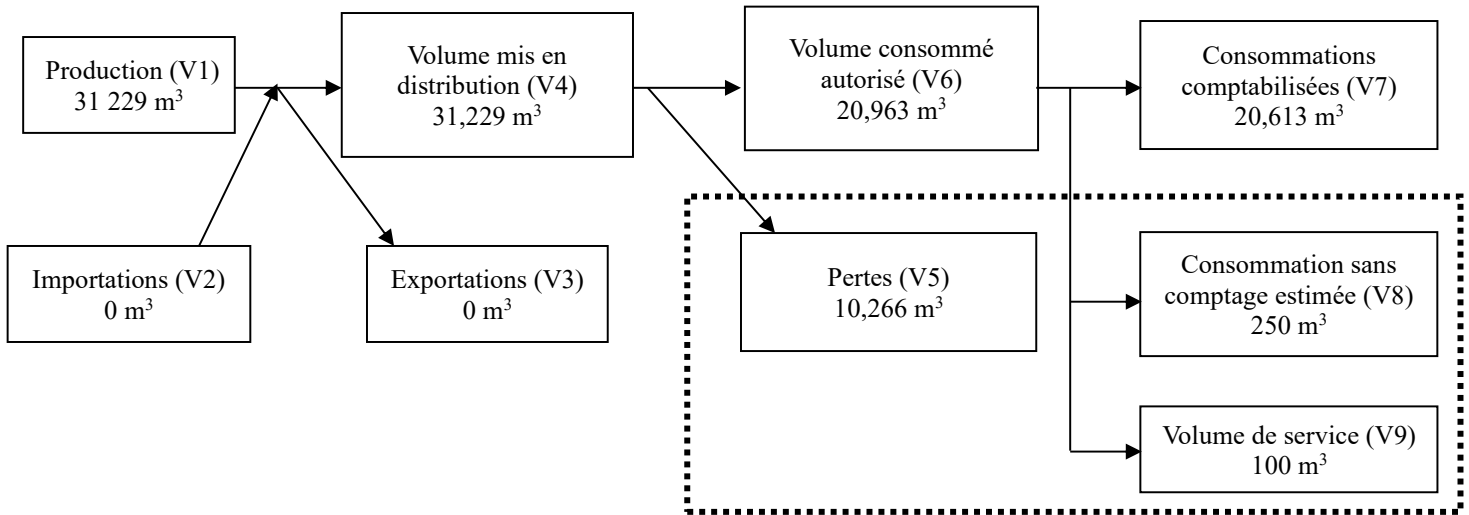 Production (V1)
31 229 m³
Volume mis en
distribution (V4)
31,229 m³
Volume consommé
autorisé (V6)
20,963 m³
Consommations
comptabilisées (V7)
20,613 m³
Importations (V2)
0 m³
Exportations (V3)
0 m³
Pertes (V5)
10,266 m³
Consommation sans
comptage estimée (V8)
250 m³
Volume de service (V9)
100 m³